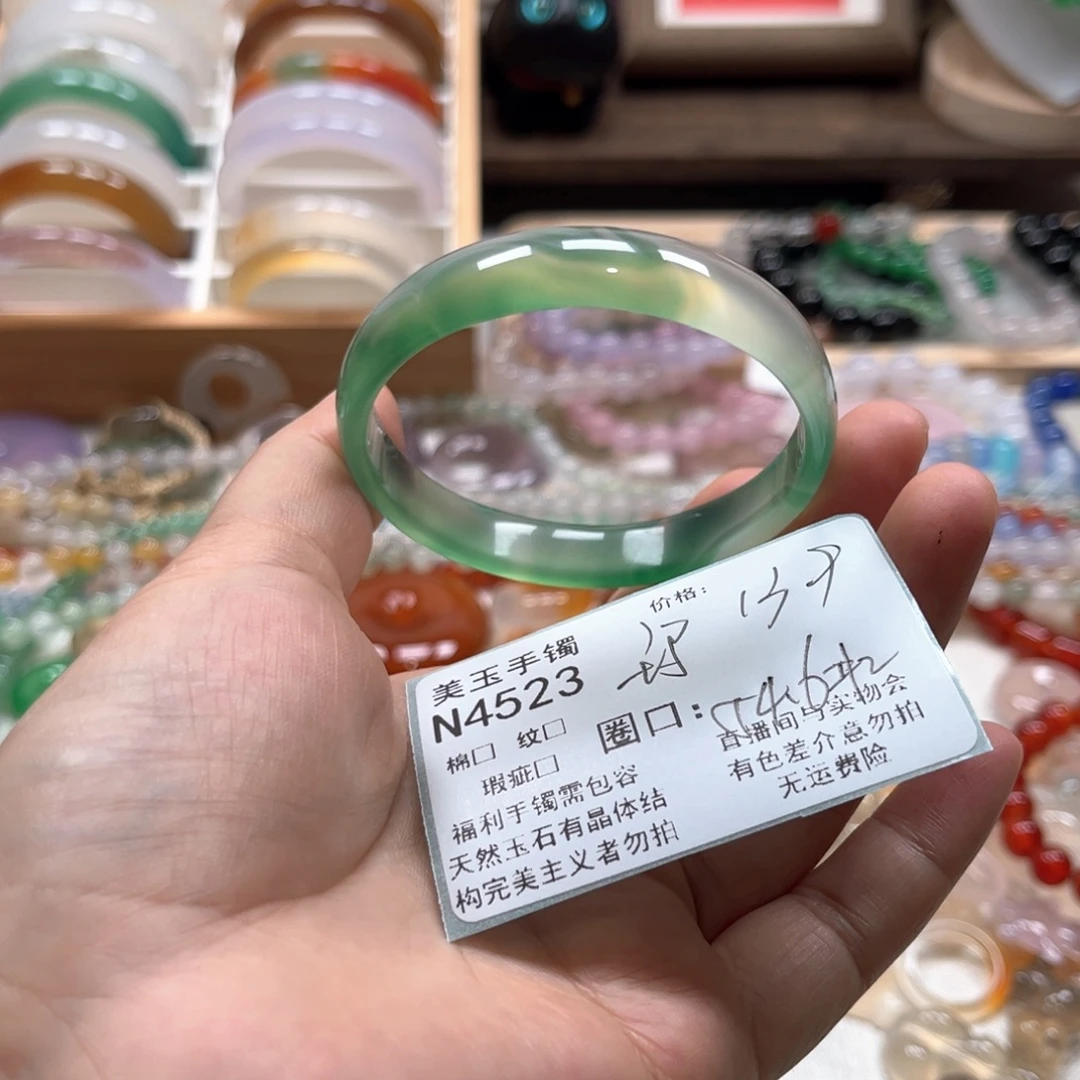 价格:
美玉手镯
N4523
圈口:54.6
棉□ 纹□
瑕疵□
直播间与实物会
有色差介意勿拍
无运费险
福利手镯需包容
天然玉石有晶体结
构完美主义者勿拍